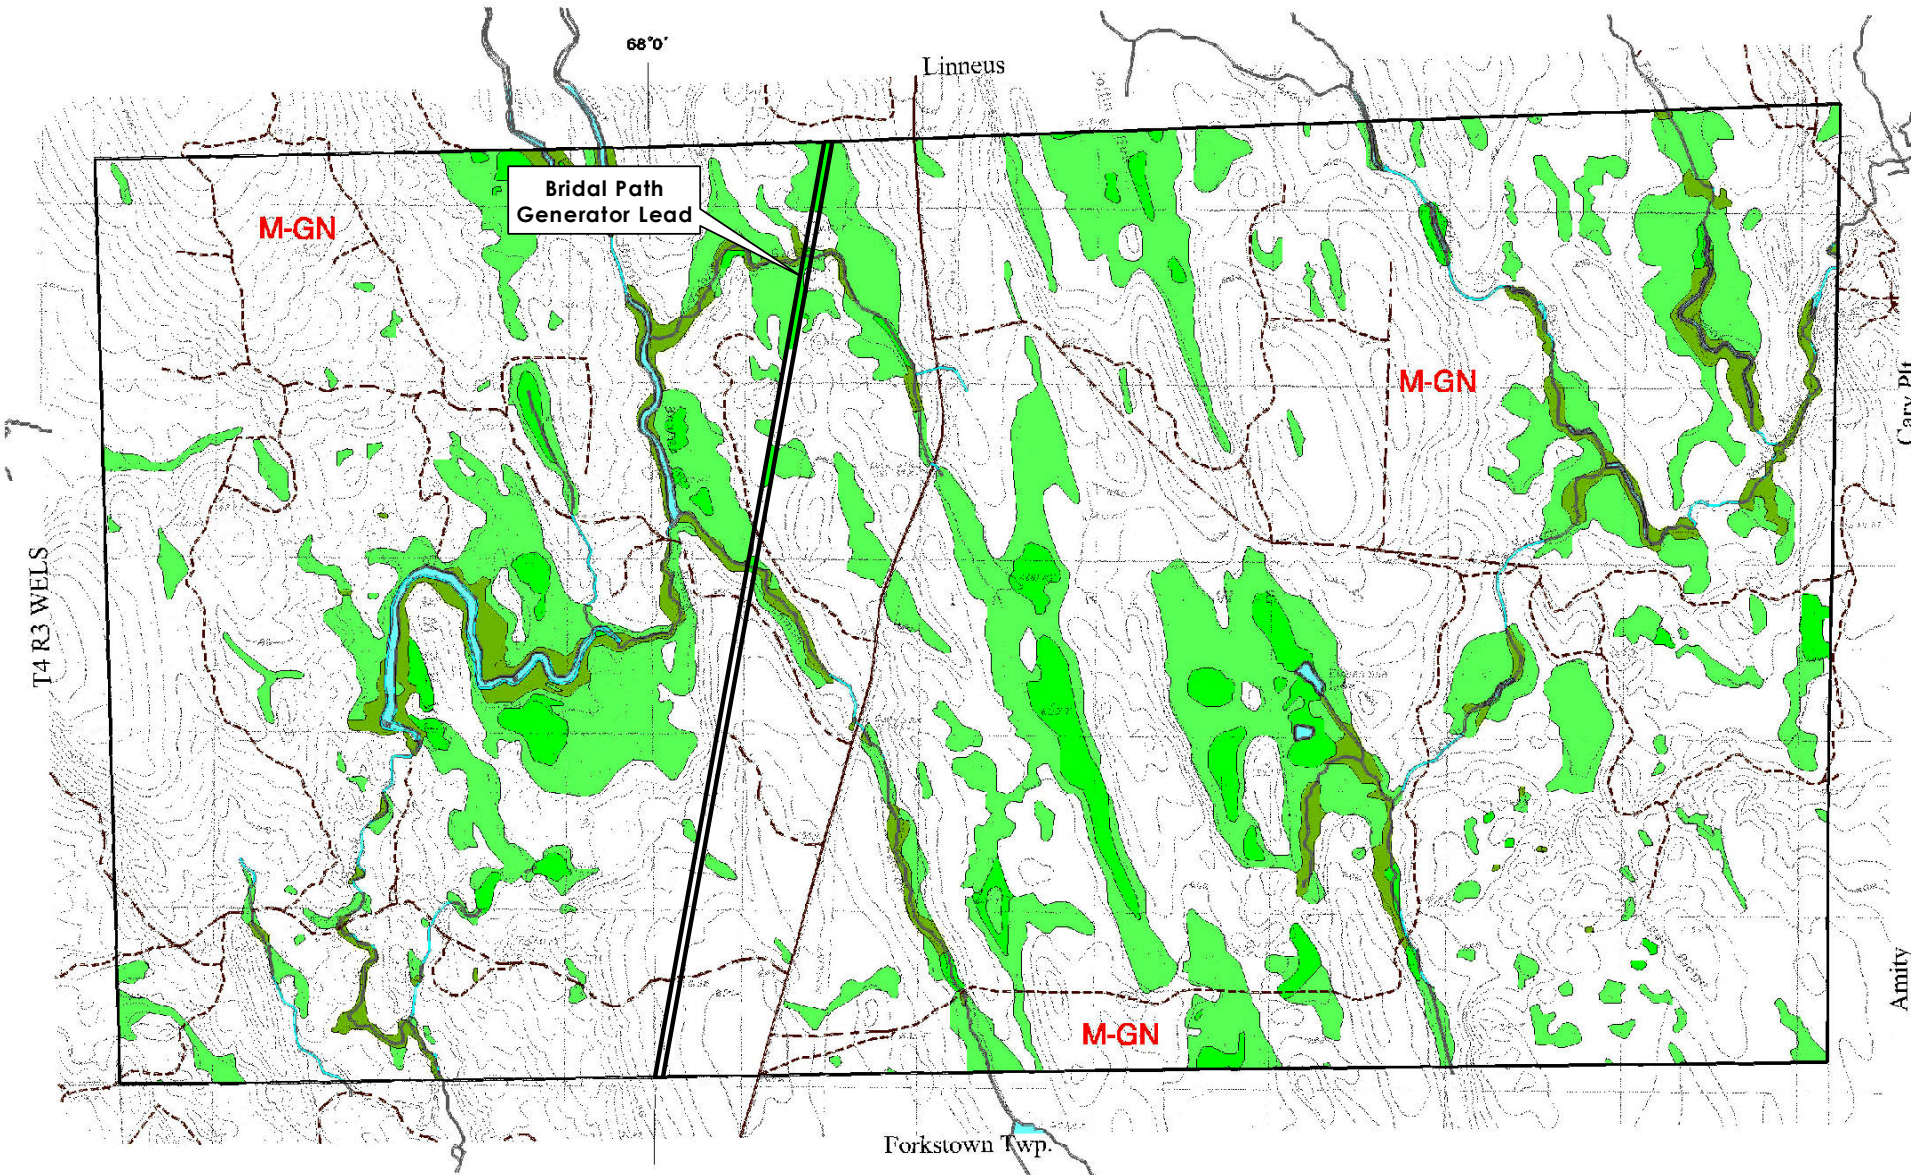 68°0'
Linneus
Bridal Path
Generator Lead
M-GN
M-GN
Cary Plt
T4 R3 WELS
Amity
M-GN
Forkstown Twp.